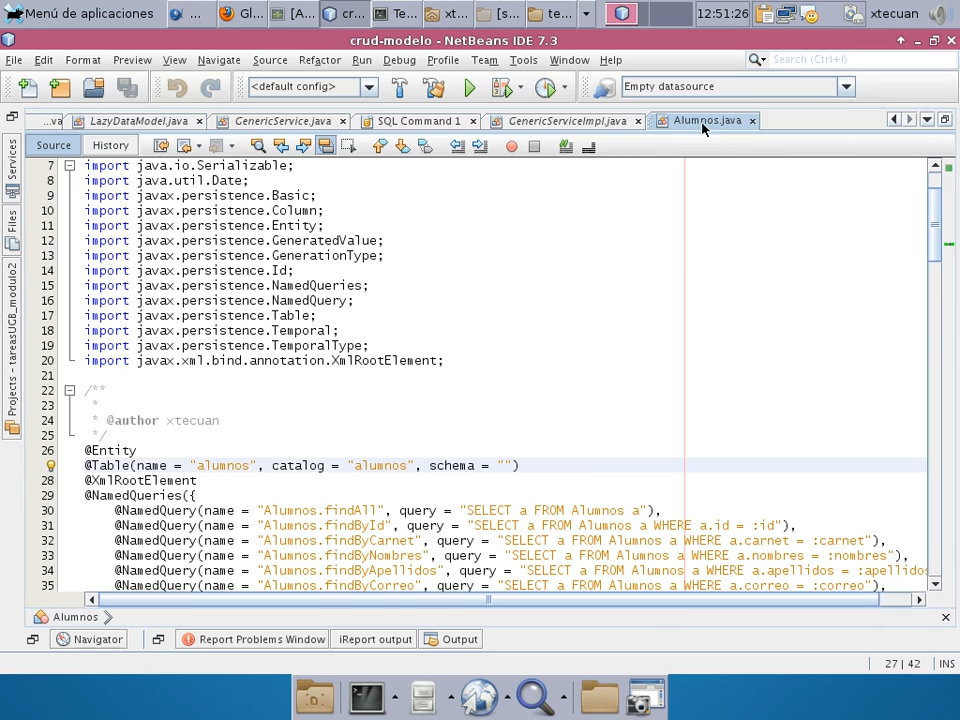 Menú de aplicaciones
...
Glo
[A...
cr...
Te...
xt...
[s...
te...
12:51:26
xtecuan
crud-modelo - NetBeans IDE 7.3
File Edit Format Preview View Navigate Source Refactor Run Debug Profile Team Tools Window Help
Search (Ctrl+I)
<default config>
Empty datasource
...va
LazyDataModel.java
GenericService.java
SQL Command 1
GenericServiceImpl.java
Alumnos.java
Source
History
Services
Files
Projects - tareasUGB_modulo2
7 import java.io.Serializable;
8 import java.util.Date;
9 import javax.persistence.Basic;
10 import javax.persistence.Column;
11 import javax.persistence.Entity;
12 import javax.persistence.GeneratedValue;
13 import javax.persistence.GenerationType;
14 import javax.persistence.Id;
15 import javax.persistence.NamedQueries;
16 import javax.persistence.NamedQuery;
17 import javax.persistence.Table;
18 import javax.persistence.Temporal;
19 import javax.persistence.TemporalType;
20 import javax.xml.bind.annotation.XmlRootElement;
21
22 /**
23 *
24 * @author xtecuan
25 */
26 @Entity
@Table(name = "alumnos", catalog = "alumnos", schema = "")
28 @XmlRootElement
29 @NamedQueries({
30 @NamedQuery(name = "Alumnos.findAll", query = "SELECT a FROM Alumnos a"),
31 @NamedQuery(name = "Alumnos.findById", query = "SELECT a FROM Alumnos a WHERE a.id = :id"),
32 @NamedQuery(name = "Alumnos.findByCarnet", query = "SELECT a FROM Alumnos a WHERE a.carnet = :carnet"),
33 @NamedQuery(name = "Alumnos.findByNombres", query = "SELECT a FROM Alumnos a WHERE a.nombres = :nombres"),
34 @NamedQuery(name = "Alumnos.findByApellidos", query = "SELECT a FROM Alumnos a WHERE a.apellidos = :apellidos
35 @NamedQuery(name = "Alumnos.findByCorreo", query = "SELECT a FROM Alumnos a WHERE a.correo = :correo"),
Alumnos
Navigator
Report Problems Window
iReport output
Output
27 | 42
INS